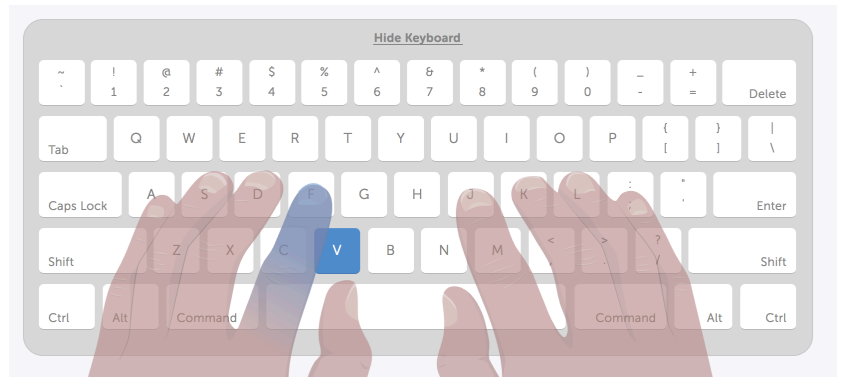 Hide Keyboard
~ ! @ # $ % ^ & * ( ) _ +
` 1 2 3 4 5 6 7 8 9 0 - = Delete
Tab Q W E R T Y U I O P { [ } ] | \
Caps Lock A S D F G H J K L : ; " ' Enter
Shift Z X C V B N M < , > . ? / Shift
Ctrl Alt Command Command Alt Ctrl